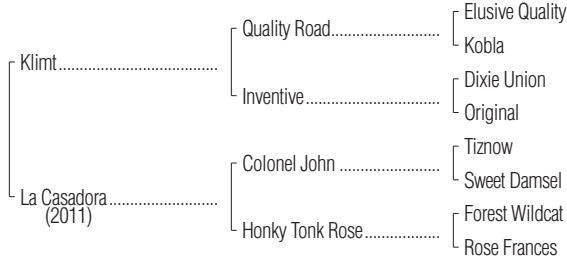 Elusive Quality
Quality Road
Kobla
Klimt
Dixie Union
Inventive
Original
Tiznow
Colonel John
Sweet Damsel
La Casadora
(2011)
Forest Wildcat
Honky Tonk Rose
Rose Frances